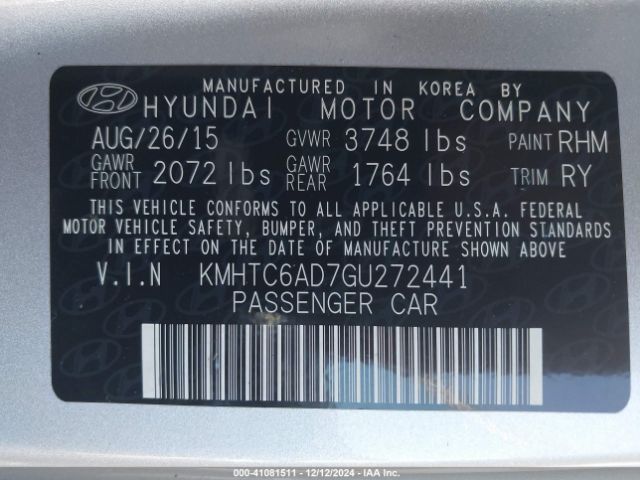 MANUFACTURED IN KOREA BY
HYUNDAI MOTOR COMPANY
AUG/26/15 GVWR 3748 lbs PAINT RHM
GAWR FRONT 2072 lbs GAWR REAR 1764 lbs TRIM RY
THIS VEHICLE CONFORMS TO ALL APPLICABLE U.S.A. FEDERAL
MOTOR VEHICLE SAFETY, BUMPER, AND THEFT PREVENTION STANDARDS
IN EFFECT ON THE DATE OF MANUFACTURE SHOWN ABOVE
V.I.N KMHTC6AD7GU272441
PASSENGER CAR
000-41081511 - 12/12/2024 - IAA Inc.